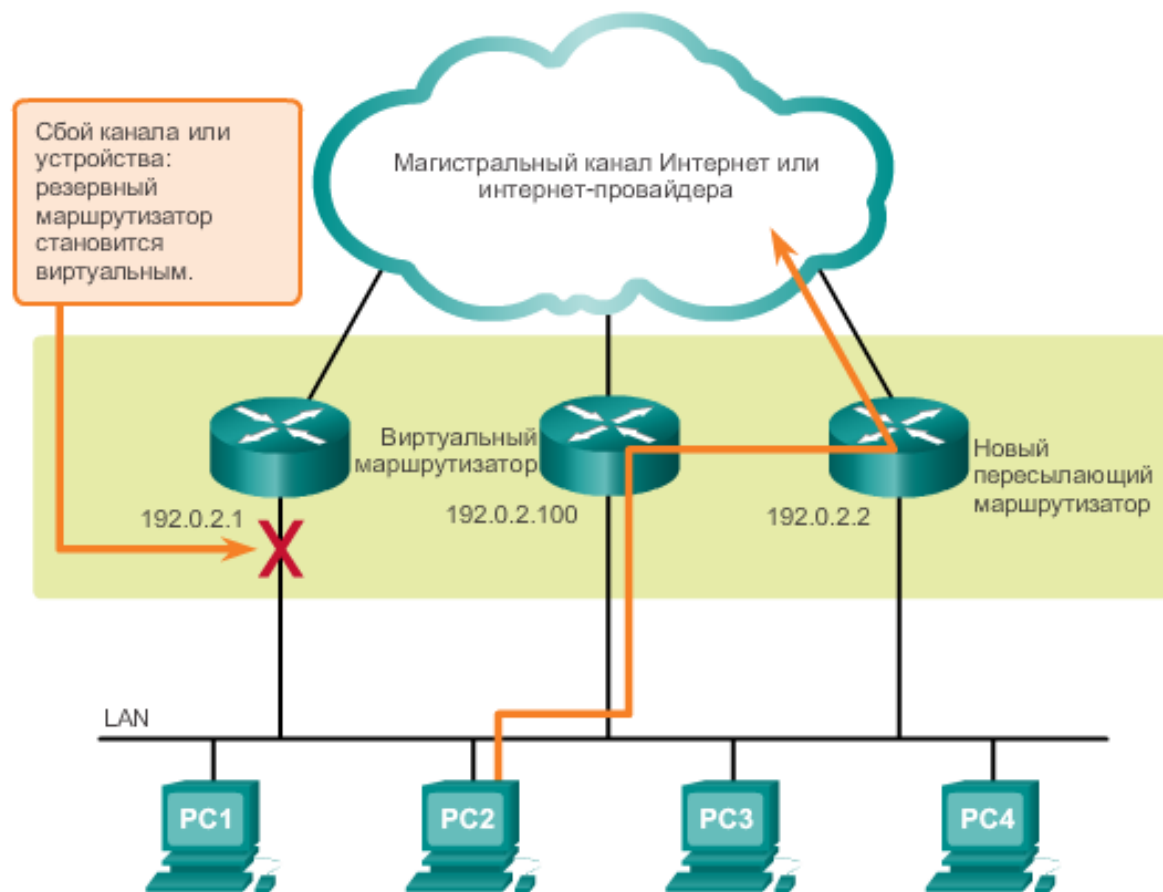 Сбой канала или
устройства:
резервный
маршрутизатор
становится
виртуальным.
Магистральный канал Интернет или
интернет-провайдера
Виртуальный
маршрутизатор
Новый
пересылающий
маршрутизатор
192.0.2.1
192.0.2.100
192.0.2.2
LAN
PC1
PC2
PC3
PC4